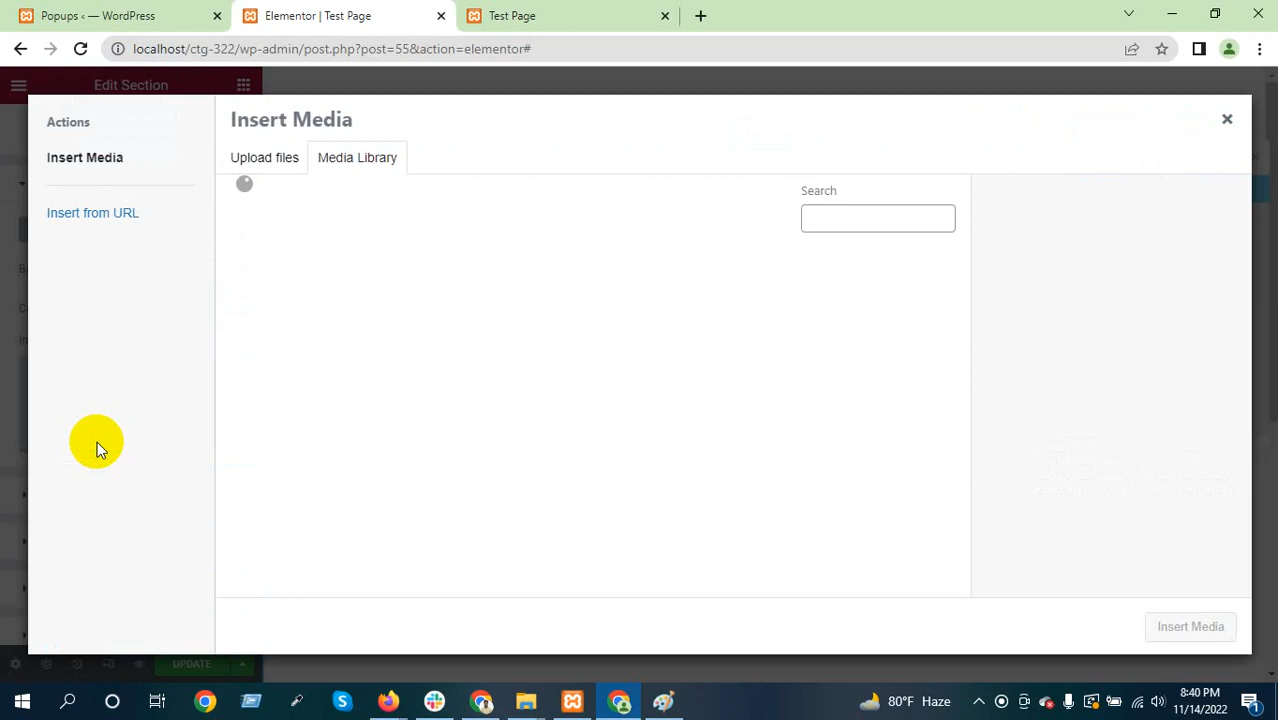 Popups ‹ — WordPress
Elementor | Test Page
Test Page
localhost/ctg-322/wp-admin/post.php?post=55&action=elementor#
Edit Section
Actions
Insert Media
Insert from URL
Insert Media
Upload files
Media Library
Search
Insert Media
UPDATE
80°F Haze
8:40 PM
11/14/2022
1